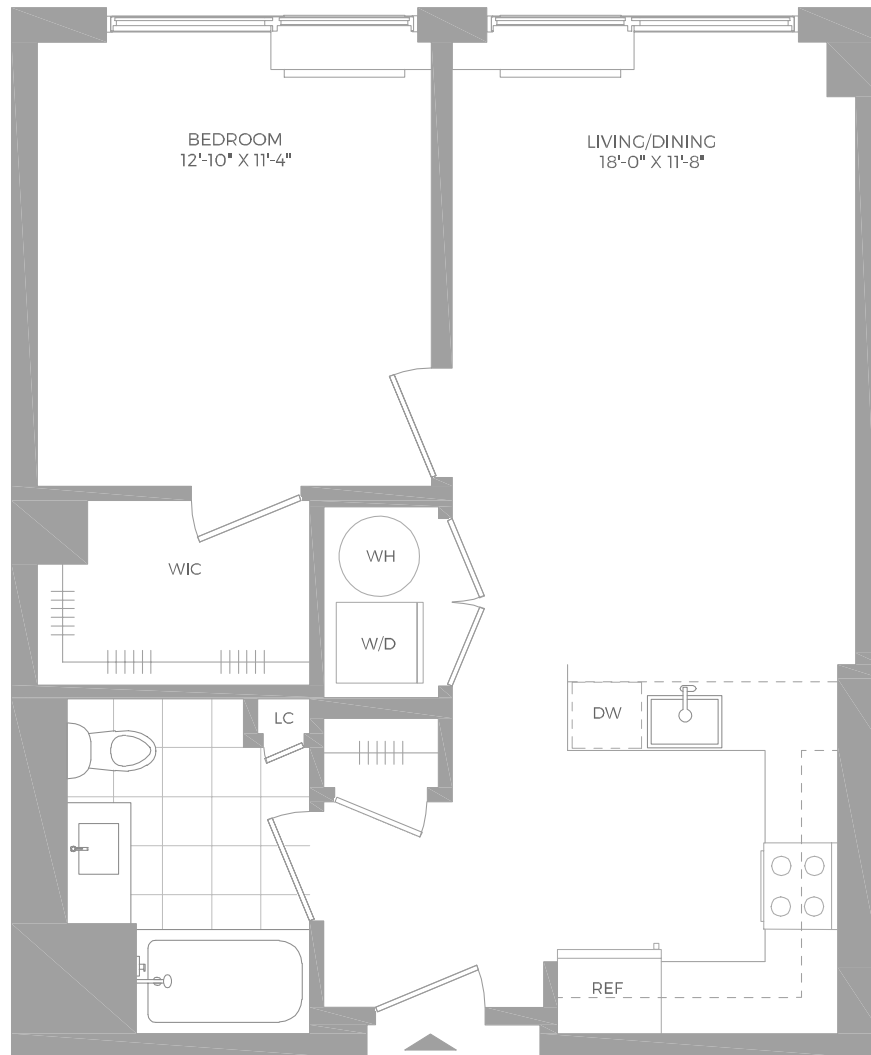 BEDROOM
12'-10" X 11'-4"
LIVING/DINING
18'-0" X 11'-8"
WH
WIC
W/D
LC
DW
REF